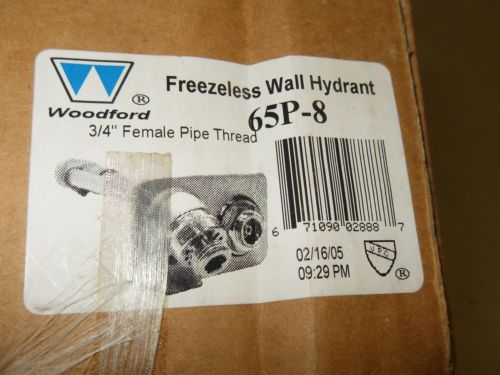 Woodford ®
Freezeless Wall Hydrant
65P-8
3/4" Female Pipe Thread
6 71090 02888 7
02/16/05
09:29 PM
U.P.C.
®